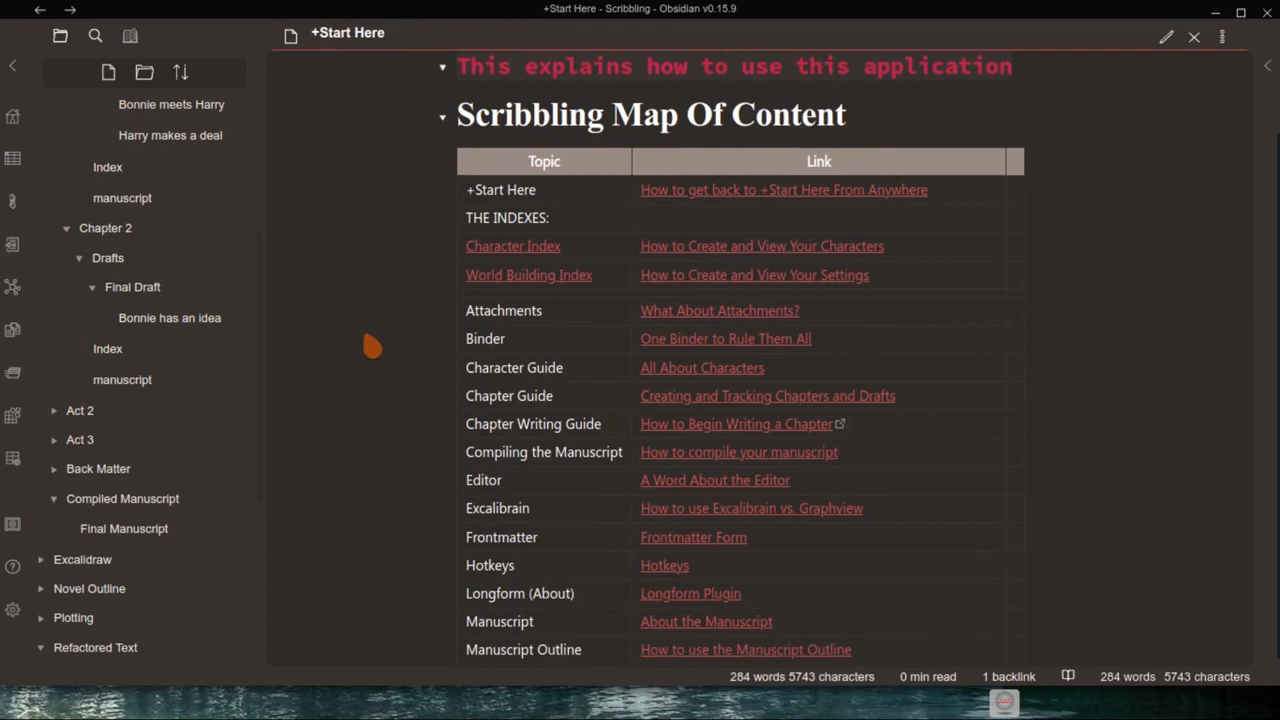 +Start Here - Scribbling - Obsidian v0.15.9
+Start Here
Bonnie meets Harry
Harry makes a deal
Index
manuscript
Chapter 2
Drafts
Final Draft
Bonnie has an idea
Index
manuscript
Act 2
Act 3
Back Matter
Compiled Manuscript
Final Manuscript
Excalidraw
Novel Outline
Plotting
Refactored Text
This explains how to use this application
Scribbling Map Of Content
Topic Link
+Start Here How to get back to +Start Here From Anywhere
THE INDEXES:
Character Index How to Create and View Your Characters
World Building Index How to Create and View Your Settings
Attachments What About Attachments?
Binder One Binder to Rule Them All
Character Guide All About Characters
Chapter Guide Creating and Tracking Chapters and Drafts
Chapter Writing Guide How to Begin Writing a Chapter
Compiling the Manuscript How to compile your manuscript
Editor A Word About the Editor
Excalibrain How to use Excalibrain vs. Graphview
Frontmatter Frontmatter Form
Hotkeys Hotkeys
Longform (About) Longform Plugin
Manuscript About the Manuscript
Manuscript Outline How to use the Manuscript Outline
284 words 5743 characters 0 min read 1 backlink 284 words 5743 characters